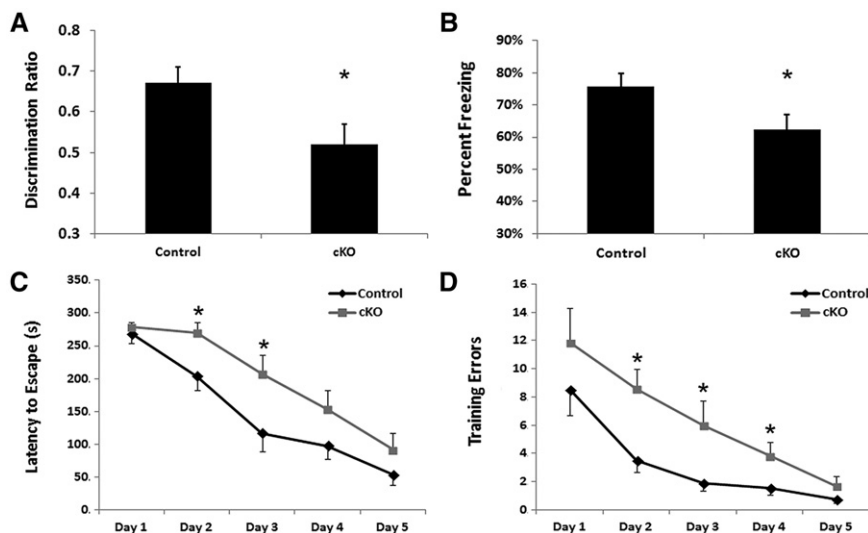 A
Discrimination Ratio
0.8
0.7
0.6
0.5
0.4
0.3
*
Control
cKO
B
Percent Freezing
90%
80%
70%
60%
50%
40%
30%
*
Control
cKO
C
Latency to Escape (s)
350.
300.
250.
200.
150.
100.
50.
0.
Control
cKO
*
*
Day 1
Day 2
Day 3
Day 4
Day 5
D
Training Errors
16
14
12
10
8
6
4
2
0
Control
cKO
*
*
*
Day 1
Day 2
Day 3
Day 4
Day 5